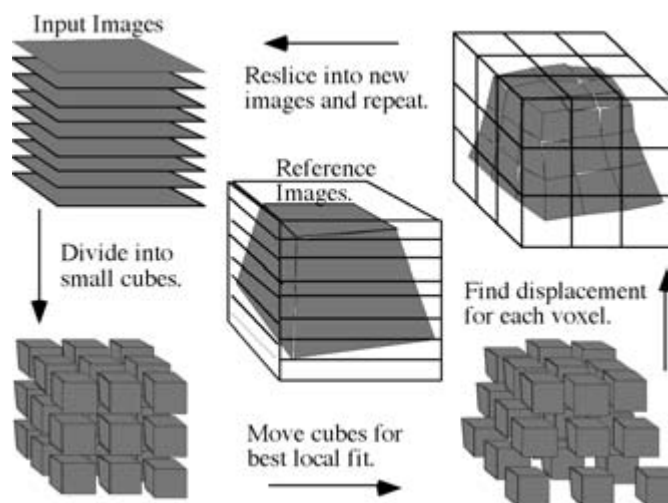 Input Images
Reslice into new
images and repeat.
Reference
Images.
Divide into
small cubes.
Find displacement
for each voxel.
Move cubes for
best local fit.